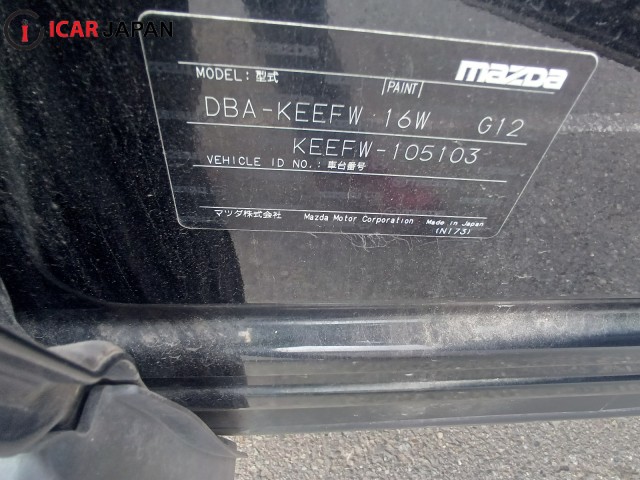 ICAR JAPAN
mazda
MODEL: 型式 PAINT
DBA-KEEFW 16W G12
KEEFW-105103
VEHICLE ID NO.: 車台番号
マツダ株式会社 Mazda Motor Corporation Made in Japan
(N173)